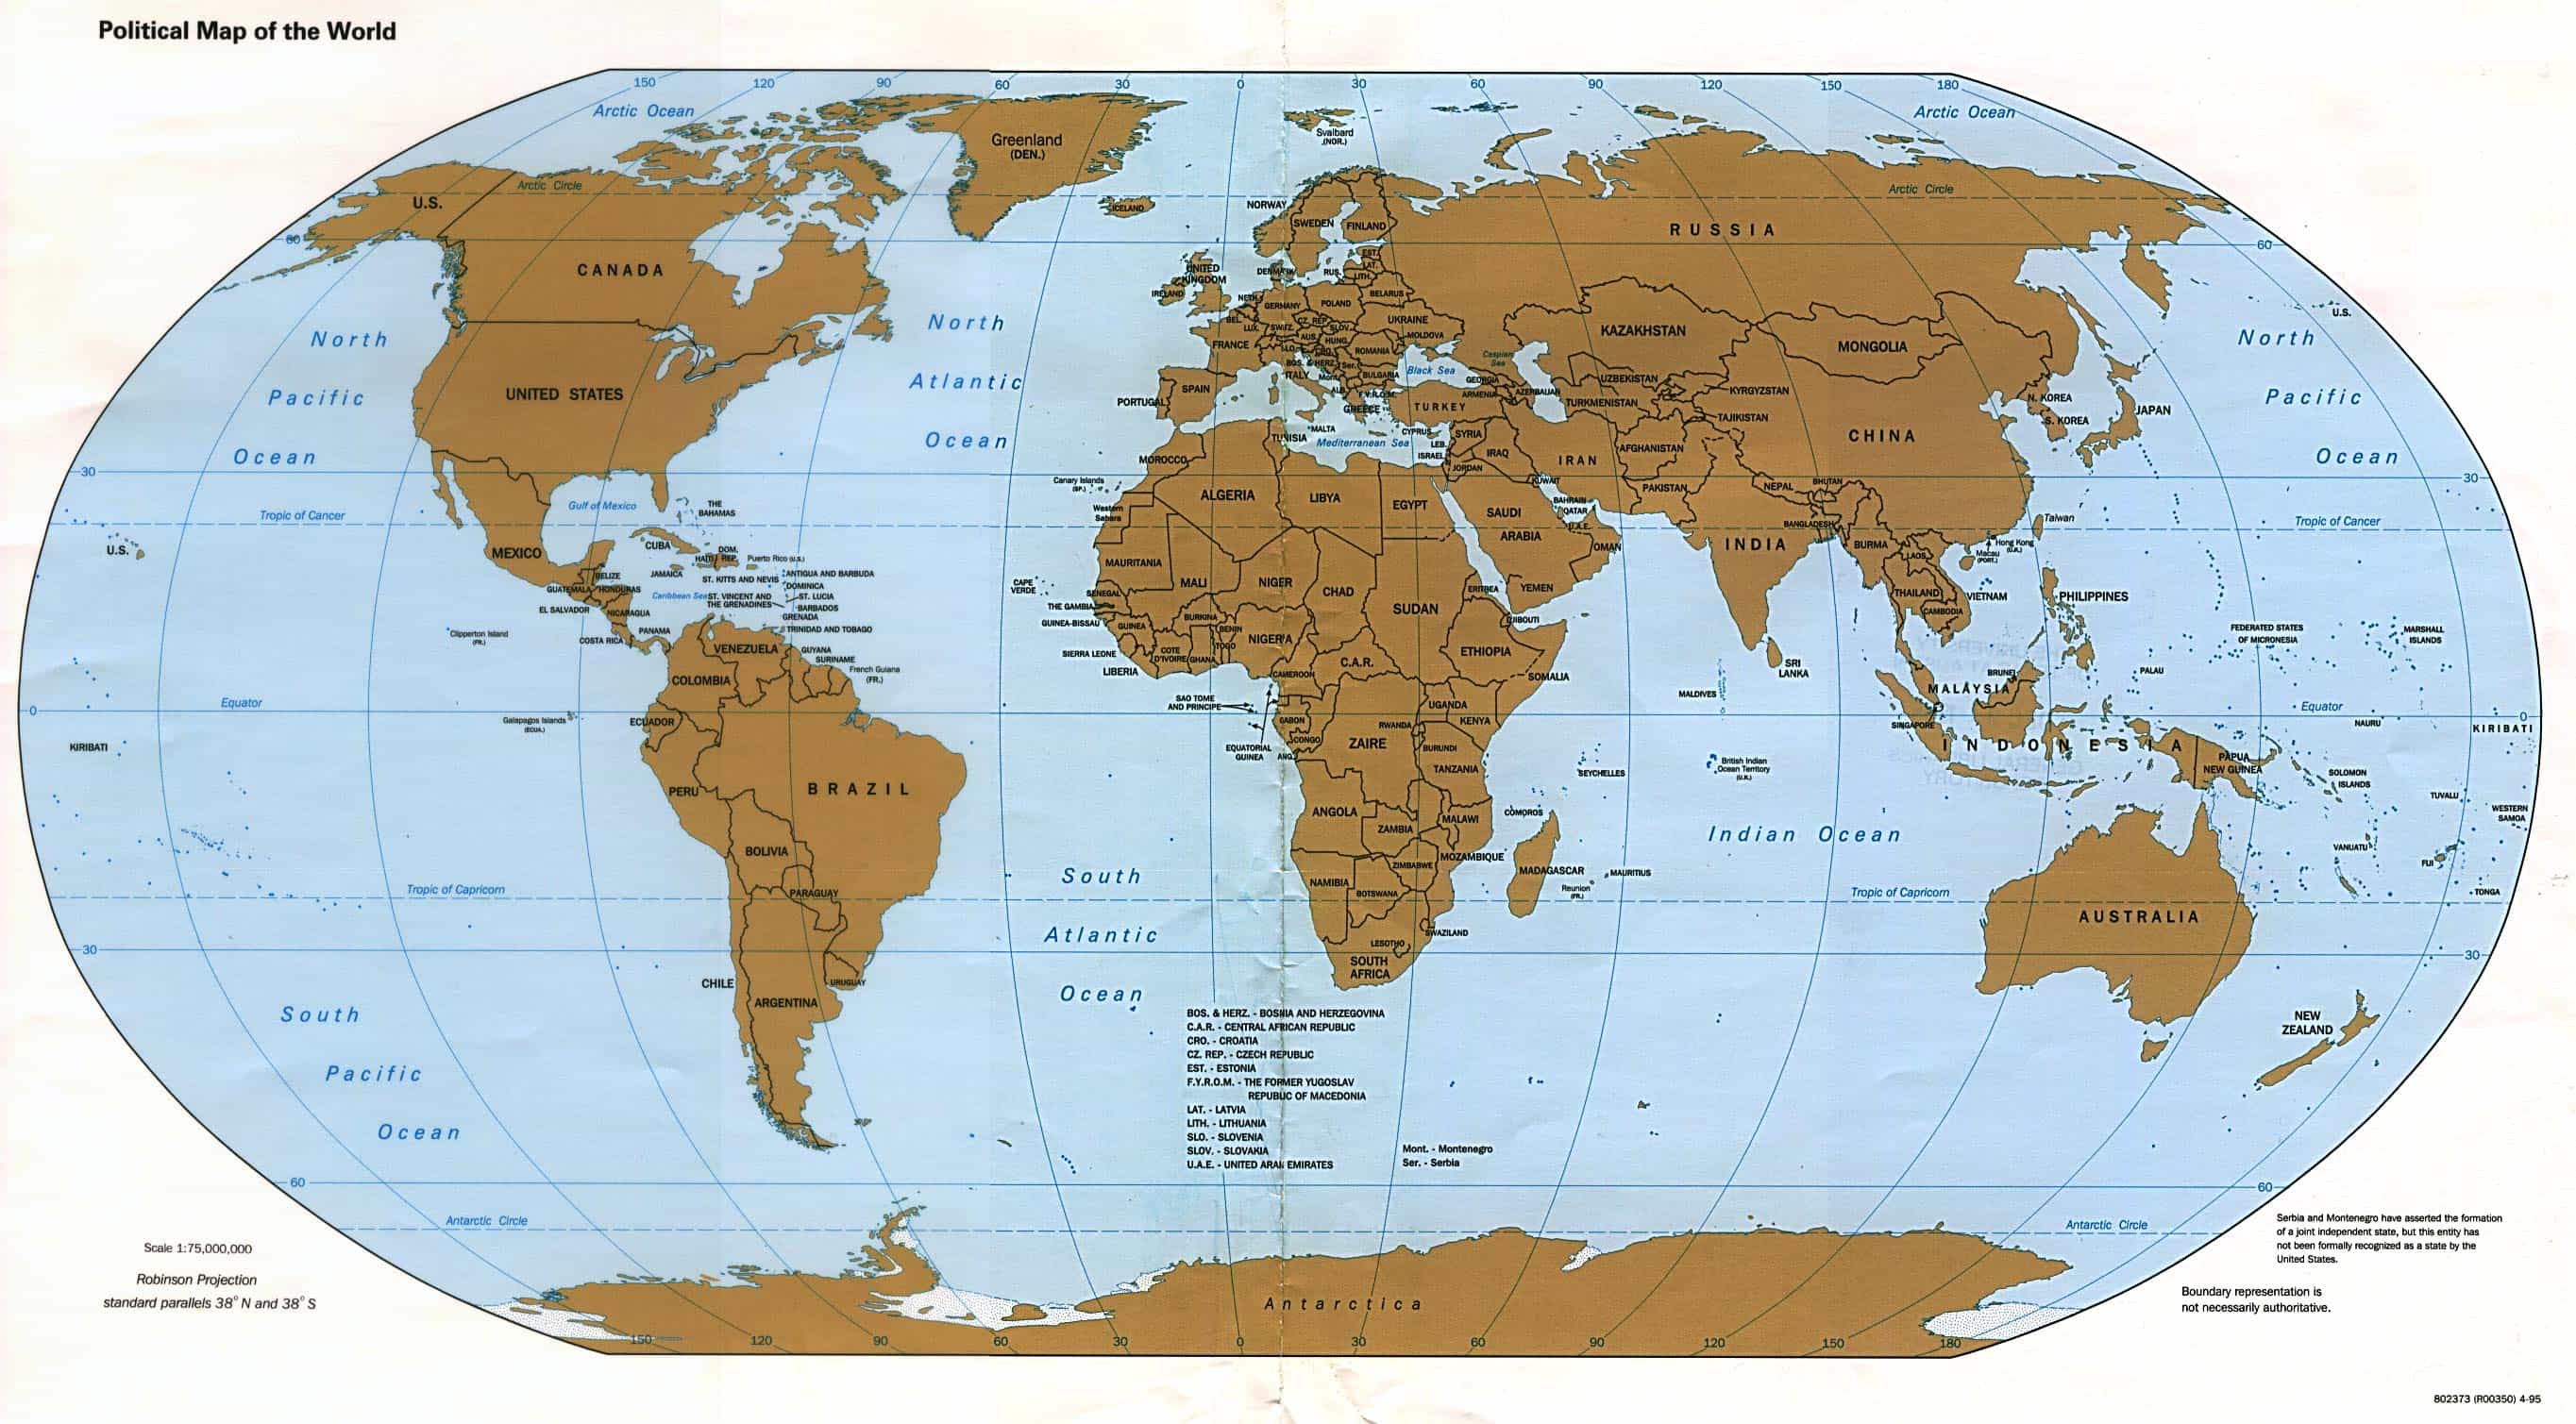 Political Map of the World
150
120
90
60
30
0
30
60
90
120
150
180
Arctic Ocean
Arctic Ocean
Greenland
(DEN.)
Svalbard
(NOR.)
Arctic Circle
Arctic Circle
U.S.
ICELAND
NORWAY
SWEDEN
FINLAND
RUSSIA
60
60
CANADA
UNITED
KINGDOM
IRELAND
DENMARK
EST.
LAT.
LITH.
RUS.
BELARUS
NETH.
GERMANY
POLAND
BEL.
LUX.
CZ. REP.
SLOV.
UKRAINE
KAZAKHSTAN
MONGOLIA
U.S.
North
Pacific
Ocean
North
Atlantic
Ocean
North
Pacific
Ocean
FRANCE
SWITZ.
AUS.
HUNG.
MOLDOVA
SLO.
CRO.
ROMANIA
BOS. & HERZ.
Ser.
ITALY
Mont.
BULGARIA
Black Sea
Caspian
Sea
GEORGIA
ARMENIA
AZERBAIJAN
UZBEKISTAN
KYRGYZSTAN
TURKMENISTAN
TAJIKISTAN
UNITED STATES
PORTUGAL
SPAIN
ALB.
F.Y.R.O.M.
GREECE
TURKEY
CHINA
N. KOREA
S. KOREA
JAPAN
MALTA
TUNISIA
Mediterranean Sea
CYPRUS
LEB.
SYRIA
ISRAEL
JORDAN
IRAQ
IRAN
AFGHANISTAN
30
30
MOROCCO
Canary Islands
(SP.)
Western
Sahara
ALGERIA
LIBYA
EGYPT
KUWAIT
BAHRAIN
QATAR
U.A.E.
SAUDI
ARABIA
PAKISTAN
NEPAL
BHUTAN
BANGLADESH
Gulf of Mexico
THE
BAHAMAS
Tropic of Cancer
Tropic of Cancer
Taiwan
Hong Kong
(U.K.)
Macau
(PORT.)
U.S.
MEXICO
CUBA
DOM.
REP.
HAITI
Puerto Rico (U.S.)
JAMAICA
BELIZE
GUATEMALA
HONDURAS
ST. KITTS AND NEVIS
ANTIGUA AND BARBUDA
DOMINICA
Caribbean Sea
ST. VINCENT AND
THE GRENADINES
ST. LUCIA
BARBADOS
GRENADA
TRINIDAD AND TOBAGO
EL SALVADOR
NICARAGUA
COSTA RICA
PANAMA
Clipperton Island
(FR.)
MAURITANIA
MALI
NIGER
CHAD
SUDAN
ERITREA
YEMEN
OMAN
INDIA
BURMA
LAOS
THAILAND
CAMBODIA
VIETNAM
PHILIPPINES
CAPE
VERDE
SENEGAL
THE GAMBIA
GUINEA-BISSAU
GUINEA
SIERRA LEONE
LIBERIA
BURKINA
COTE
D'IVOIRE
GHANA
BENIN
TOGO
NIGERIA
CAMEROON
C.A.R.
DJIBOUTI
ETHIOPIA
SOMALIA
FEDERATED STATES
OF MICRONESIA
MARSHALL
ISLANDS
VENEZUELA
GUYANA
SURINAME
French Guiana
(FR.)
COLOMBIA
ECUADOR
Galapagos Islands
(ECUA.)
SAO TOME
AND PRINCIPE
EQUATORIAL
GUINEA
GABON
CONGO
ANG.
ZAIRE
UGANDA
KENYA
RWANDA
BURUNDI
TANZANIA
MALDIVES
SRI
LANKA
BRUNEI
MALAYSIA
SINGAPORE
INDONESIA
PALAU
0
Equator
Equator
0
NAURU
KIRIBATI
KIRIBATI
PAPUA
NEW GUINEA
SOLOMON
ISLANDS
TUVALU
WESTERN
SAMOA
PERU
BRAZIL
BOLIVIA
PARAGUAY
ANGOLA
ZAMBIA
MALAWI
MOZAMBIQUE
ZIMBABWE
NAMIBIA
BOTSWANA
SEYCHELLES
British Indian
Ocean Territory
(U.K.)
COMOROS
MADAGASCAR
MAURITIUS
Reunion
(FR.)
Indian Ocean
VANUATU
FIJI
TONGA
Tropic of Capricorn
Tropic of Capricorn
AUSTRALIA
South
Atlantic
Ocean
SWAZILAND
LESOTHO
SOUTH
AFRICA
30
30
CHILE
ARGENTINA
URUGUAY
South
Pacific
Ocean
NEW
ZEALAND
BOS. & HERZ. - BOSNIA AND HERZEGOVINA
C.A.R. - CENTRAL AFRICAN REPUBLIC
CRO. - CROATIA
CZ. REP. - CZECH REPUBLIC
EST. - ESTONIA
F.Y.R.O.M. - THE FORMER YUGOSLAV
REPUBLIC OF MACEDONIA
LAT. - LATVIA
LITH. - LITHUANIA
SLO. - SLOVENIA
SLOV. - SLOVAKIA
U.A.E. - UNITED ARAB EMIRATES
Mont. - Montenegro
Ser. - Serbia
60
60
Antarctic Circle
Antarctic Circle
Antarctica
150
120
90
60
30
0
30
60
90
120
150
180
Scale 1:75,000,000
Robinson Projection
standard parallels 38° N and 38° S
Serbia and Montenegro have asserted the formation
of a joint independent state, but this entity has
not been formally recognized as a state by the
United States.
Boundary representation is
not necessarily authoritative.
802373 (R00350) 4-95